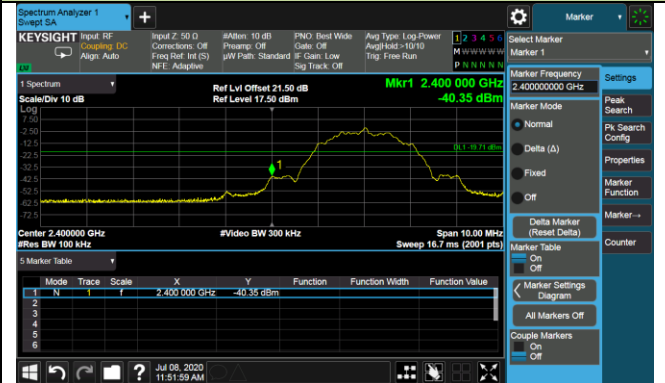 Spectrum Analyzer 1
Swept SA
Marker
KEYSIGHT
Input: RF
Coupling: DC
Align: Auto
Input Z: 50 Ω
Corrections: Off
Freq Ref: Int (S)
NFE: Adaptive
#Atten: 10 dB
Preamp: Off
µW Path: Standard
PNO: Best Wide
Gate: Off
IF Gain: Low
Sig Track: Off
Avg Type: Log-Power
Avg|Hold:>10/10
Trig: Free Run
1 2 3 4 5 6
M W W W W W
P N N N N N
Select Marker
Marker 1
1 Spectrum
Scale/Div 10 dB
Ref Lvl Offset 21.50 dB
Ref Level 17.50 dBm
Mkr1 2.400 000 GHz
-40.35 dBm
Log
7.50
-2.50
-12.5
-22.5
-32.5
-42.5
-52.5
-62.5
-72.5
DL1 -19.71 dBm
1
Center 2.400000 GHz
#Res BW 100 kHz
#Video BW 300 kHz
Span 10.00 MHz
Sweep 16.7 ms (2001 pts)
5 Marker Table
Mode Trace Scale X Y Function Function Width Function Value
1 N 1 f 2.400 000 GHz -40.35 dBm
2
3
4
5
6
Marker Frequency
2.400000000 GHz
Marker Mode
Normal
Delta (Δ)
Fixed
Off
Delta Marker
(Reset Delta)
Marker Table
On
Off
Marker Settings
Diagram
All Markers Off
Couple Markers
On
Off
Settings
Peak
Search
Pk Search
Config
Properties
Marker
Function
Marker→
Counter
Jul 08, 2020
11:51:59 AM